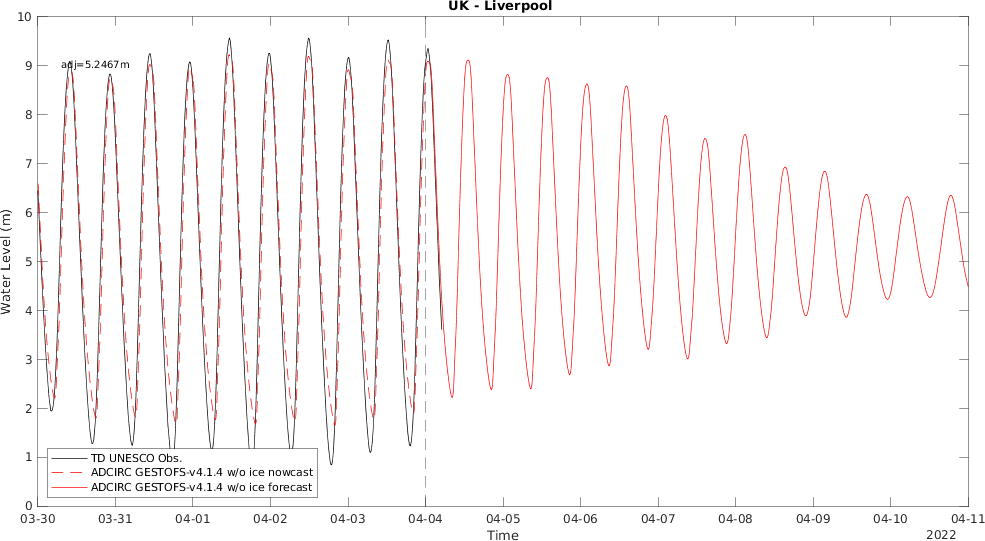 UK - Liverpool
10
9
8
7
6
5
4
3
2
1
0
Water Level (m)
adj=5.2467m
TD UNESCO Obs.
ADCIRC GESTOFS-v4.1.4 w/o ice nowcast
ADCIRC GESTOFS-v4.1.4 w/o ice forecast
03-30 03-31 04-01 04-02 04-03 04-04 04-05 04-06 04-07 04-08 04-09 04-10 04-11
Time
2022